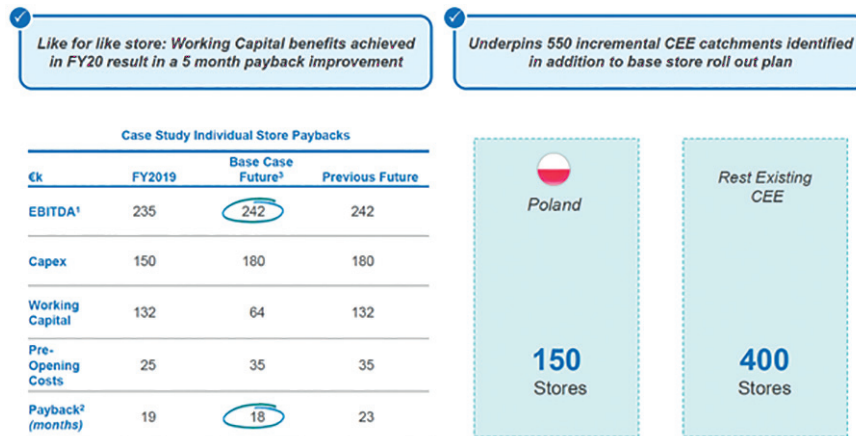 Like for like store: Working Capital benefits achieved
in FY20 result in a 5 month payback improvement
Underpins 550 incremental CEE catchments identified
in addition to base store roll out plan
Case Study Individual Store Paybacks
€k FY2019 Base Case Future³ Previous Future
EBITDA¹ 235 242 242
Capex 150 180 180
Working Capital 132 64 132
Pre-Opening Costs 25 35 35
Payback² (months) 19 18 23
Poland
150
Stores
Rest Existing
CEE
400
Stores